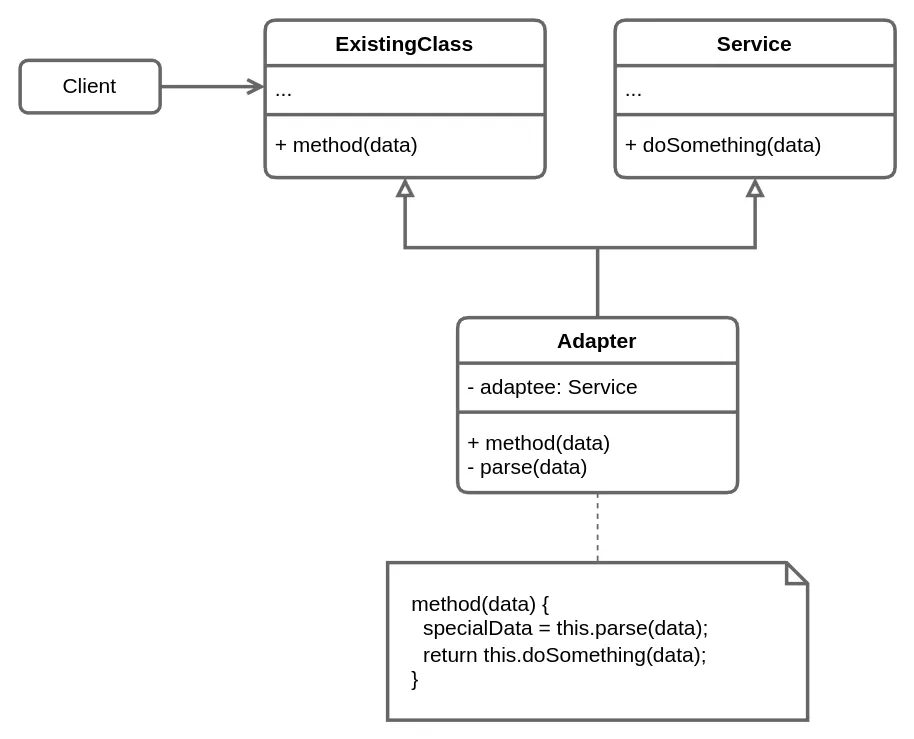 Client
ExistingClass
...
+ method(data)
Service
...
+ doSomething(data)
Adapter
- adaptee: Service
+ method(data)
- parse(data)
method(data) {
specialData = this.parse(data);
return this.doSomething(data);
}